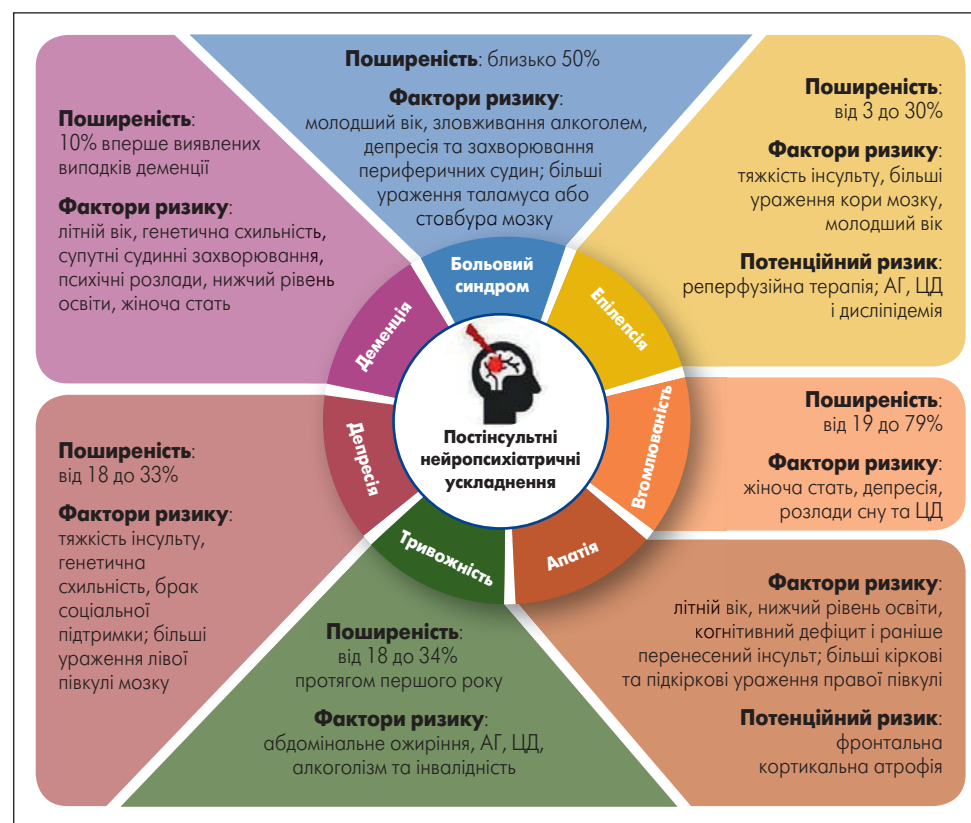 Поширеність: близько 50%
Фактори ризику:
молодший вік, зловживання алкоголем,
депресія та захворювання
периферичних судин; більші
ураження таламуса або
стовбура мозку
Больовий
синдром
Поширеність:
від 3 до 30%
Фактори ризику:
тяжкість інсульту, більші
ураження кори мозку,
молодший вік
Потенційний ризик:
реперфузійна терапія; АГ, ЦД
і дисліпідемія
Епілепсія
Поширеність:
від 19 до 79%
Фактори ризику:
жіноча стать, депресія,
розлади сну та ЦД
Втомлюваність
Фактори ризику:
літній вік, нижчий рівень освіти,
когнітивний дефіцит і раніше
перенесений інсульт; більші кіркові
та підкіркові ураження правої півкулі
Потенційний ризик:
фронтальна
кортикальна атрофія
Апатія
Поширеність:
від 18 до 34%
протягом першого року
Фактори ризику:
абдомінальне ожиріння, АГ, ЦД,
алкоголізм та інвалідність
Тривожність
Поширеність:
від 18 до 33%
Фактори ризику:
тяжкість інсульту,
генетична
схильність, брак
соціальної
підтримки; більші
ураження лівої
півкулі мозку
Депресія
Поширеність:
10% вперше виявлених
випадків деменції
Фактори ризику:
літній вік, генетична схильність,
супутні судинні захворювання,
психічні розлади, нижчий рівень
освіти, жіноча стать
Деменція
Постінсультні
нейропсихіатричні
ускладнення